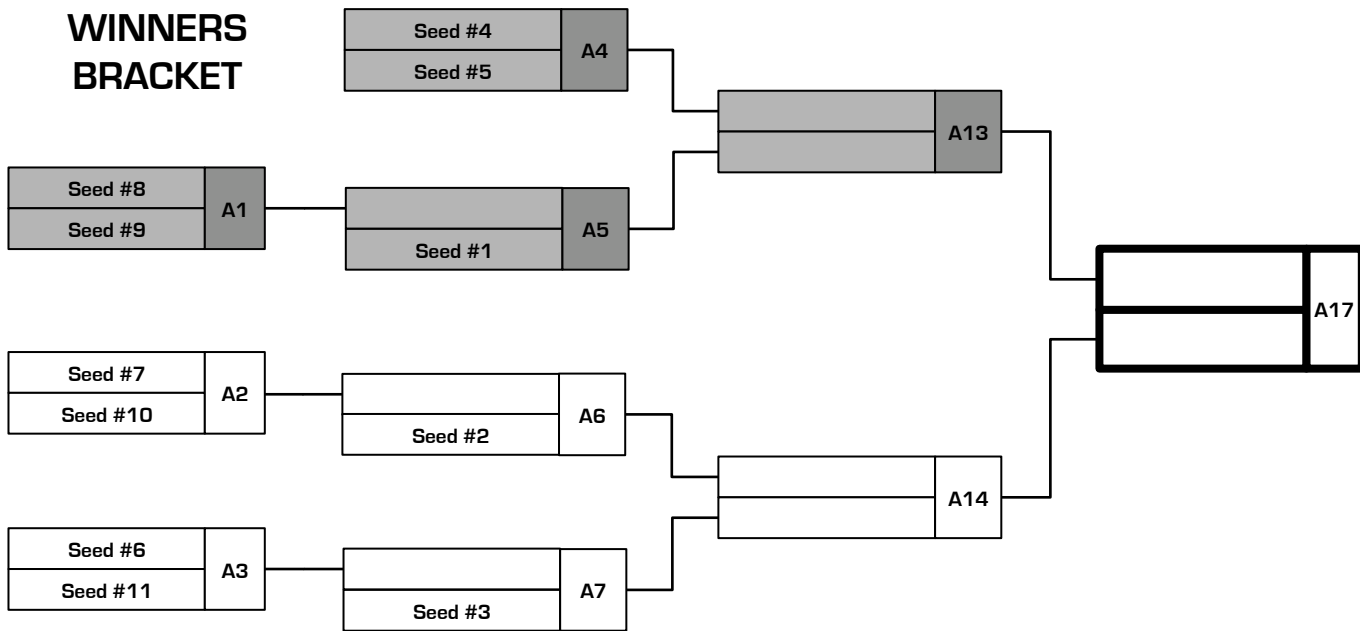 WINNERS
BRACKET
Seed #4
Seed #5
A4
A13
Seed #8
Seed #9
A1
Seed #1
A5
A17
Seed #7
Seed #10
A2
Seed #2
A6
A14
Seed #6
Seed #11
A3
Seed #3
A7